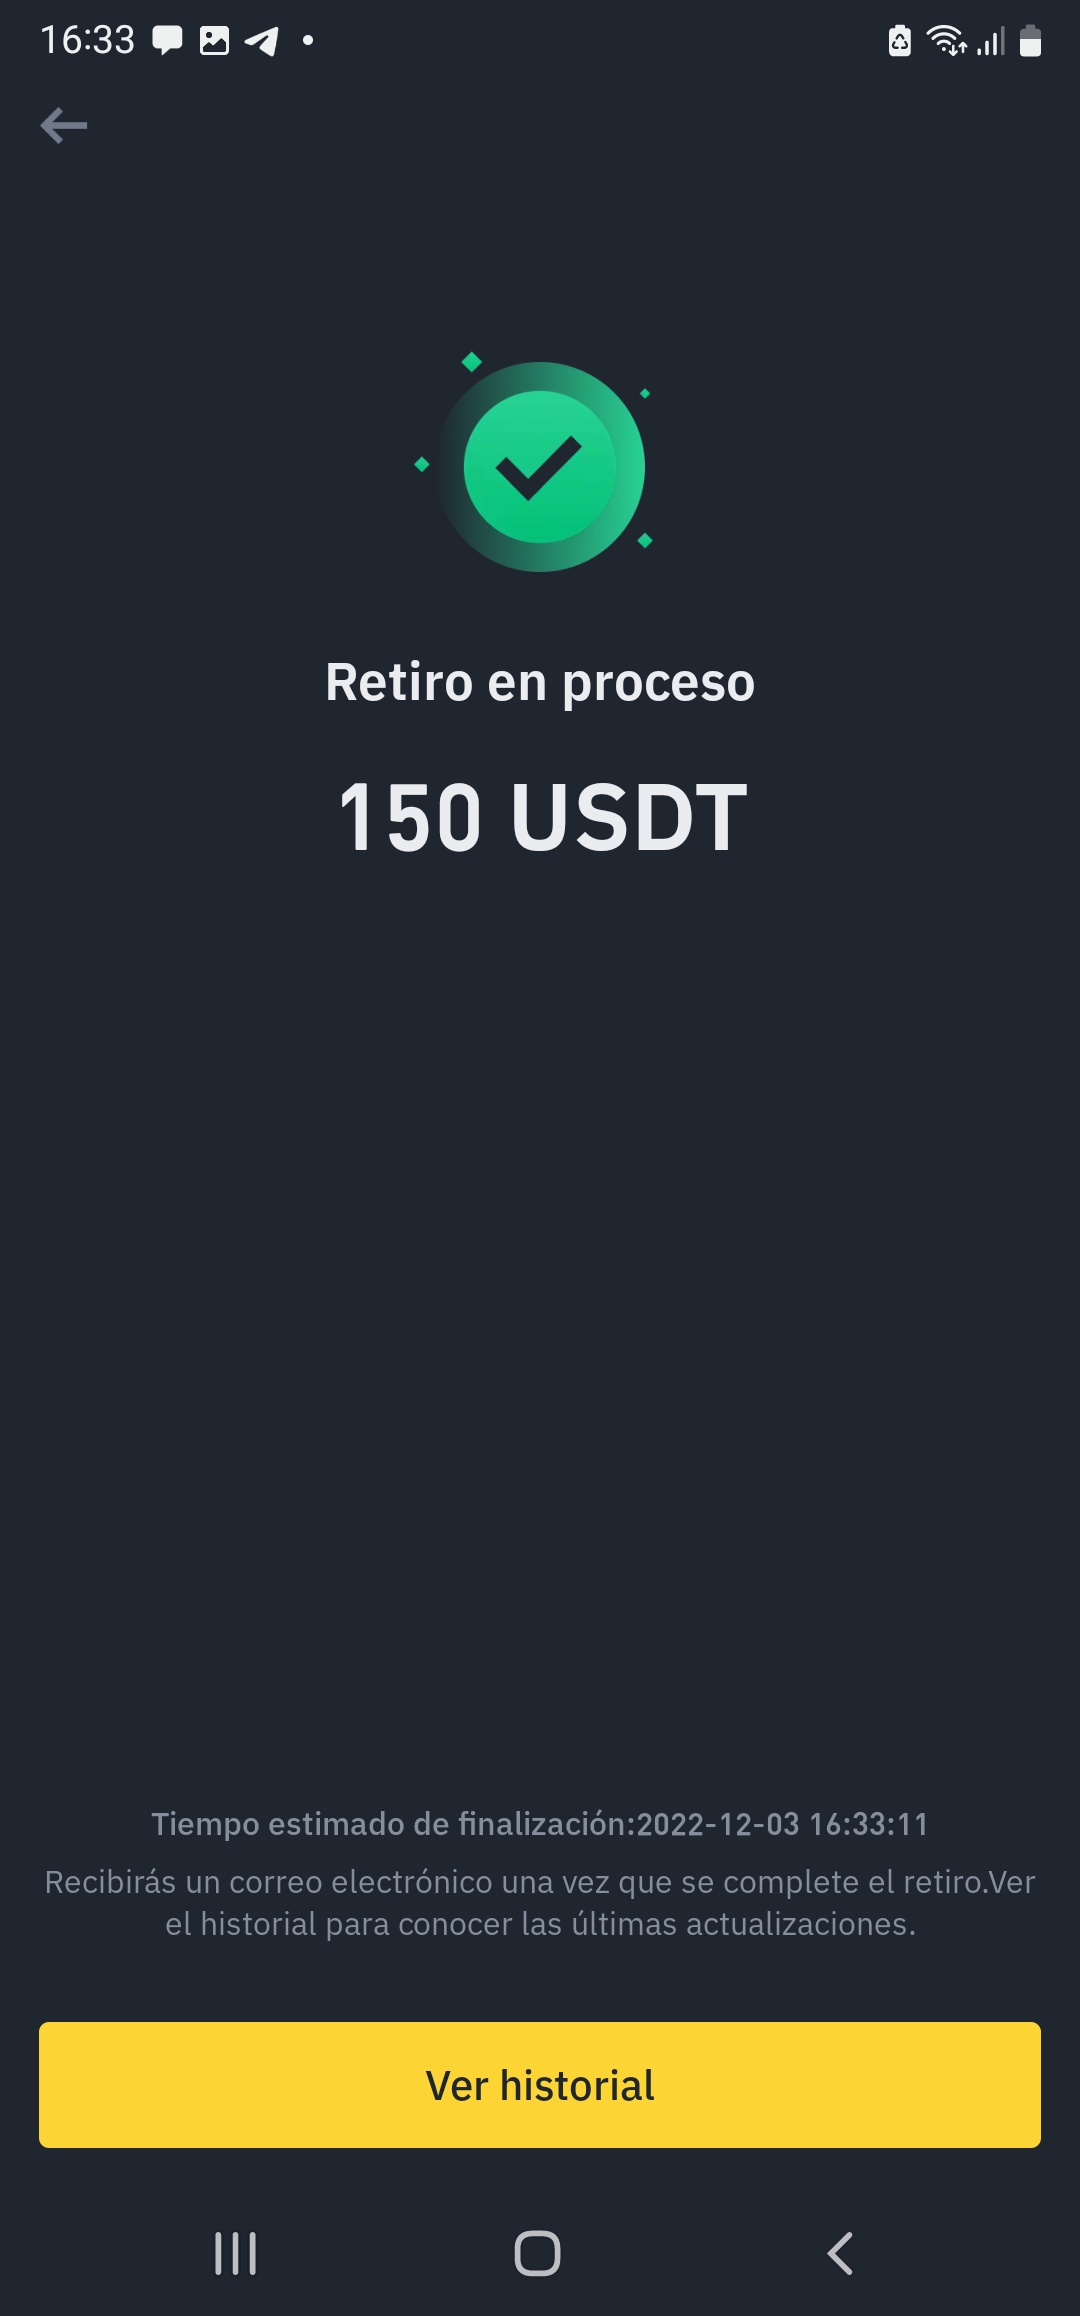 16:33
Retiro en proceso
150 USDT
Tiempo estimado de finalización:2022-12-03 16:33:11
Recibirás un correo electrónico una vez que se complete el retiro.Ver
el historial para conocer las últimas actualizaciones.
Ver historial